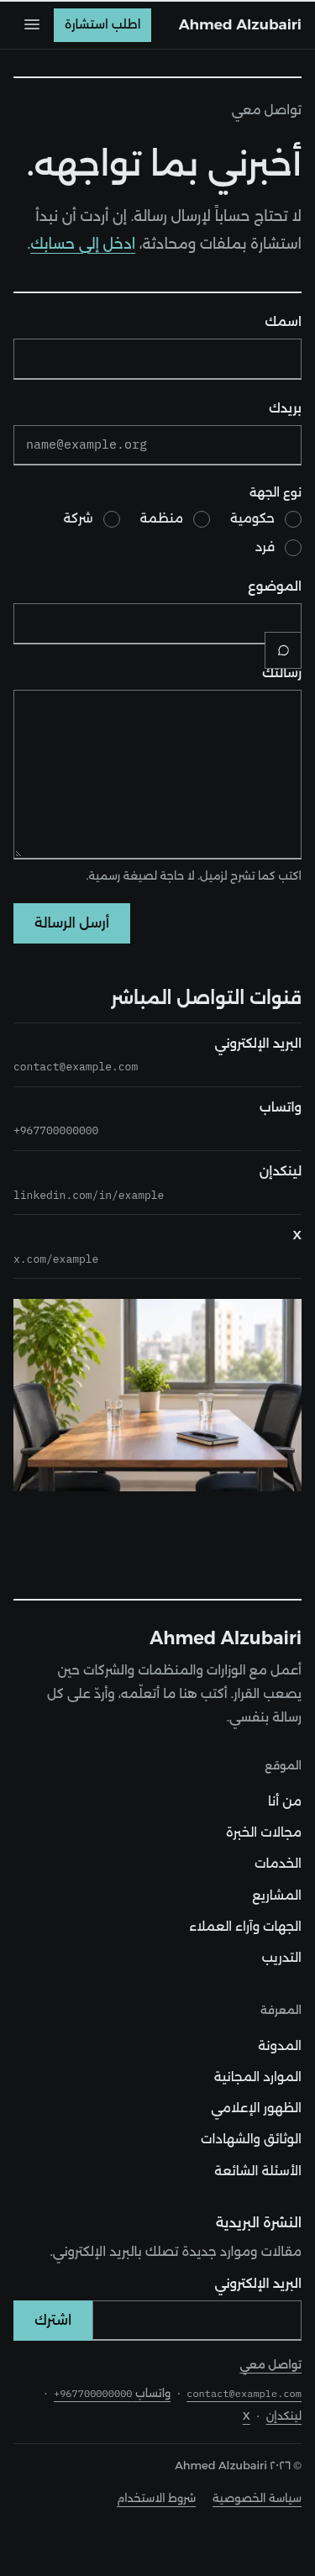 Ahmed Alzubairi
اطلب استشارة
تواصل معي
أخبرني بما تواجهه.
لا تحتاج حساباً لإرسال رسالة. إن أردت أن نبدأ
استشارة بملفات ومحادثة، ادخل إلى حسابك.
اسمك
بريدك
name@example.org
نوع الجهة
حكومية
منظمة
شركة
فرد
الموضوع
رسالتك
اكتب كما تشرح لزميل. لا حاجة لصيغة رسمية.
أرسل الرسالة
قنوات التواصل المباشر
البريد الإلكتروني
contact@example.com
واتساب
+967700000000
لينكدإن
linkedin.com/in/example
X
x.com/example
Ahmed Alzubairi
أعمل مع الوزارات والمنظمات والشركات حين
يصعب القرار. أكتب هنا ما أتعلّمه، وأردّ على كل
رسالة بنفسي.
الموقع
من أنا
مجالات الخبرة
الخدمات
المشاريع
الجهات وآراء العملاء
التدريب
المعرفة
المدونة
الموارد المجانية
الظهور الإعلامي
الوثائق والشهادات
الأسئلة الشائعة
النشرة البريدية
مقالات وموارد جديدة تصلك بالبريد الإلكتروني.
البريد الإلكتروني
اشترك
تواصل معي
contact@example.com · واتساب +967700000000 ·
لينكدإن · X
© ٢٠٢٦ Ahmed Alzubairi
سياسة الخصوصية
شروط الاستخدام